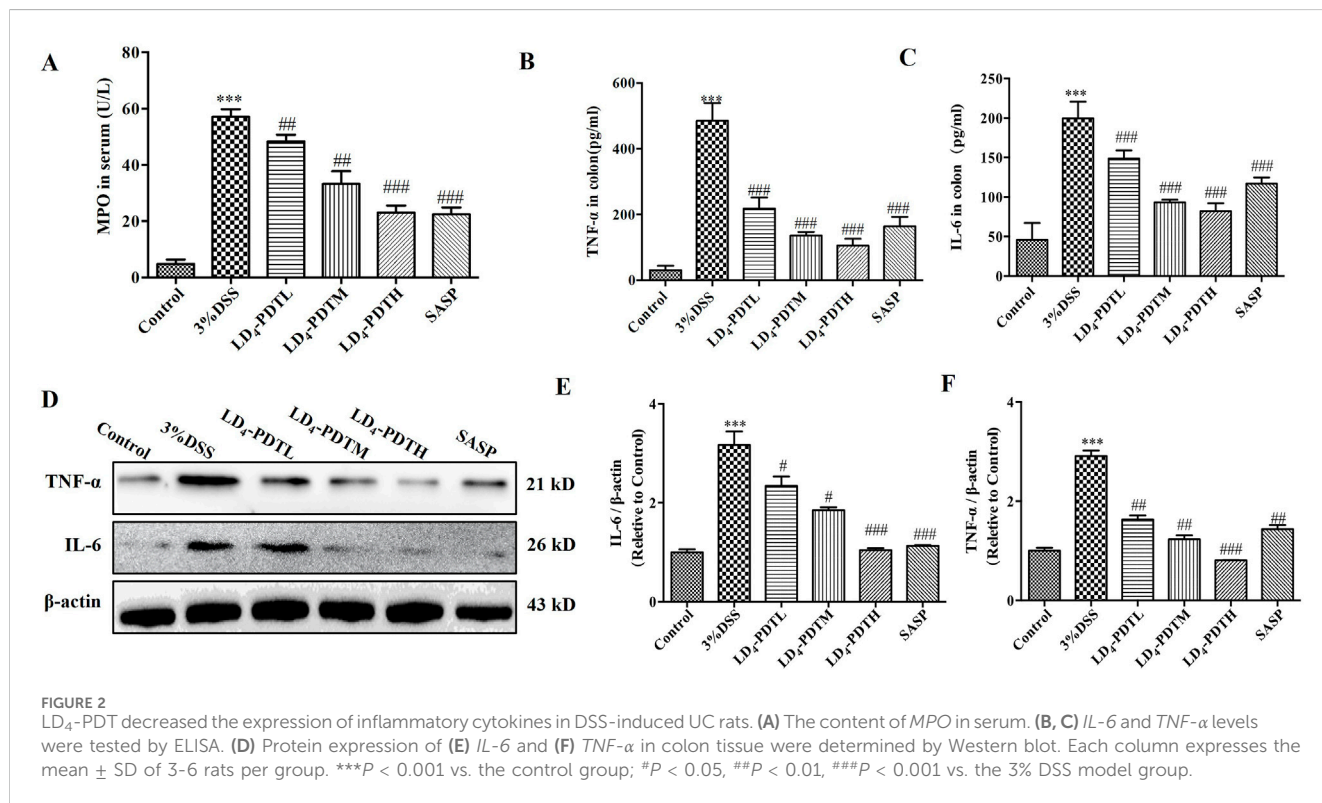 A
MPO in serum (U/L)
80
60
40
20
0
***
##
##
###
###
Control
3%DSS
LD₄-PDTL
LD₄-PDTM
LD₄-PDTH
SASP
B
TNF-α in colon(pg/ml)
600
400
200
0
***
###
###
###
###
Control
3%DSS
LD₄-PDTL
LD₄-PDTM
LD₄-PDTH
SASP
C
IL-6 in colon (pg/ml)
250
200
150
100
50
0
***
###
###
###
###
Control
3%DSS
LD₄-PDTL
LD₄-PDTM
LD₄-PDTH
SASP
D
Control
3%DSS
LD₄-PDTL
LD₄-PDTM
LD₄-PDTH
SASP
TNF-α
21 kD
IL-6
26 kD
β-actin
43 kD
E
IL-6 / β-actin
(Reletive to Control)
4
2
0
***
#
#
###
###
Control
3%DSS
LD₄-PDTL
LD₄-PDTM
LD₄-PDTH
SASP
F
TNF-α / β-actin
(Reletive to Control)
4
2
0
***
##
##
###
##
Control
3%DSS
LD₄-PDTL
LD₄-PDTM
LD₄-PDTH
SASP
FIGURE 2
LD₄-PDT decreased the expression of inflammatory cytokines in DSS-induced UC rats. (A) The content of MPO in serum. (B, C) IL-6 and TNF-α levels
were tested by ELISA. (D) Protein expression of (E) IL-6 and (F) TNF-α in colon tissue were determined by Western blot. Each column expresses the
mean ± SD of 3-6 rats per group. ***P < 0.001 vs. the control group; #P < 0.05, ##P < 0.01, ###P < 0.001 vs. the 3% DSS model group.